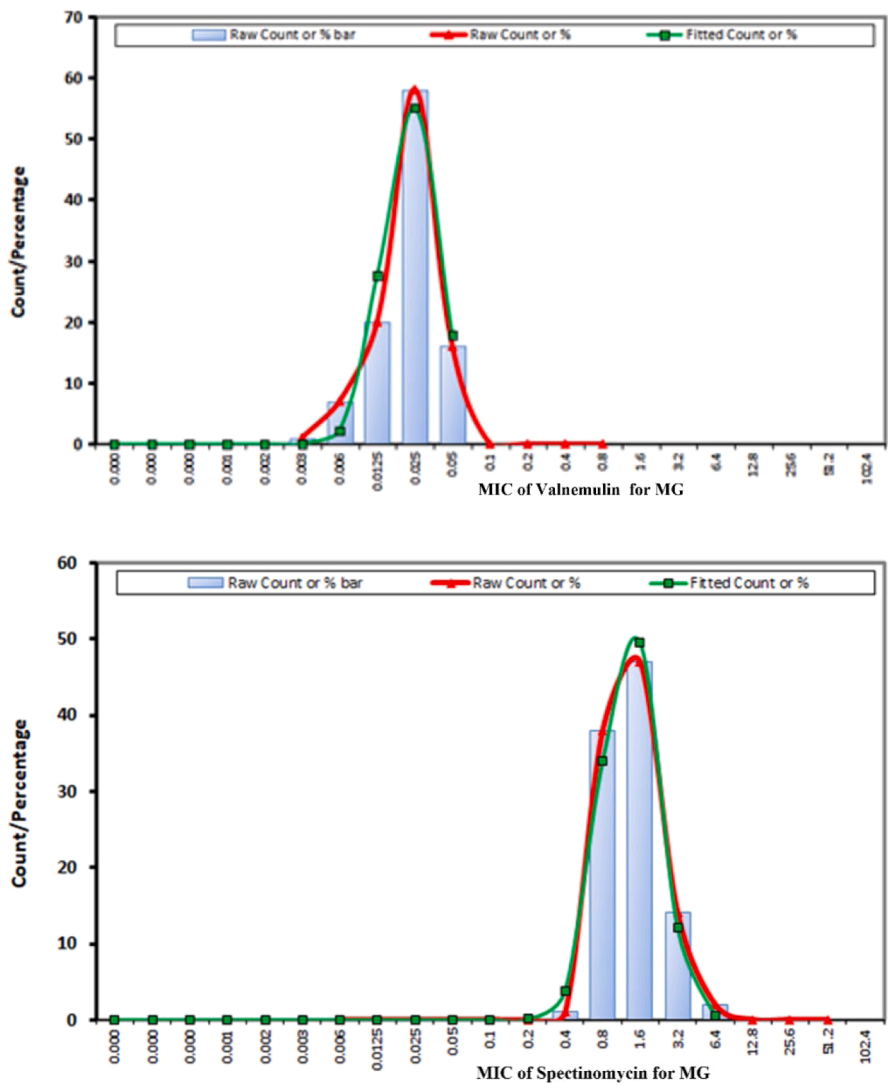 70
Raw Count or % bar Raw Count or % Fitted Count or %
60
50
40
30
20
10
0
Count/Percentage
0.000 0.000 0.000 0.001 0.002 0.003 0.006 0.0125 0.025 0.05 0.1 0.2 0.4 0.8 1.6 3.2 6.4 12.8 25.6 51.2 102.4
MIC of Valnemulin for MG
60
Raw Count or % bar Raw Count or % Fitted Count or %
50
40
30
20
10
0
Count/Percentage
0.000 0.000 0.000 0.001 0.002 0.003 0.006 0.0125 0.025 0.05 0.1 0.2 0.4 0.8 1.6 3.2 6.4 12.8 25.6 51.2 102.4
MIC of Spectinomycin for MG